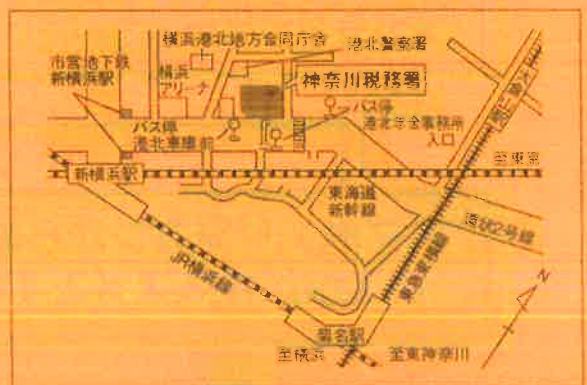 横浜港北地方合同庁舎
港北警察署
市営地下鉄
新横浜駅
横浜
アリーナ
神奈川税務署
バス停
港北車庫前
バス停
港北年金事務所
入口
至東京
新横浜駅
東海道
新幹線
環状2号線
JR横浜線
東急東横線
N
菊名駅
至横浜
至東神奈川